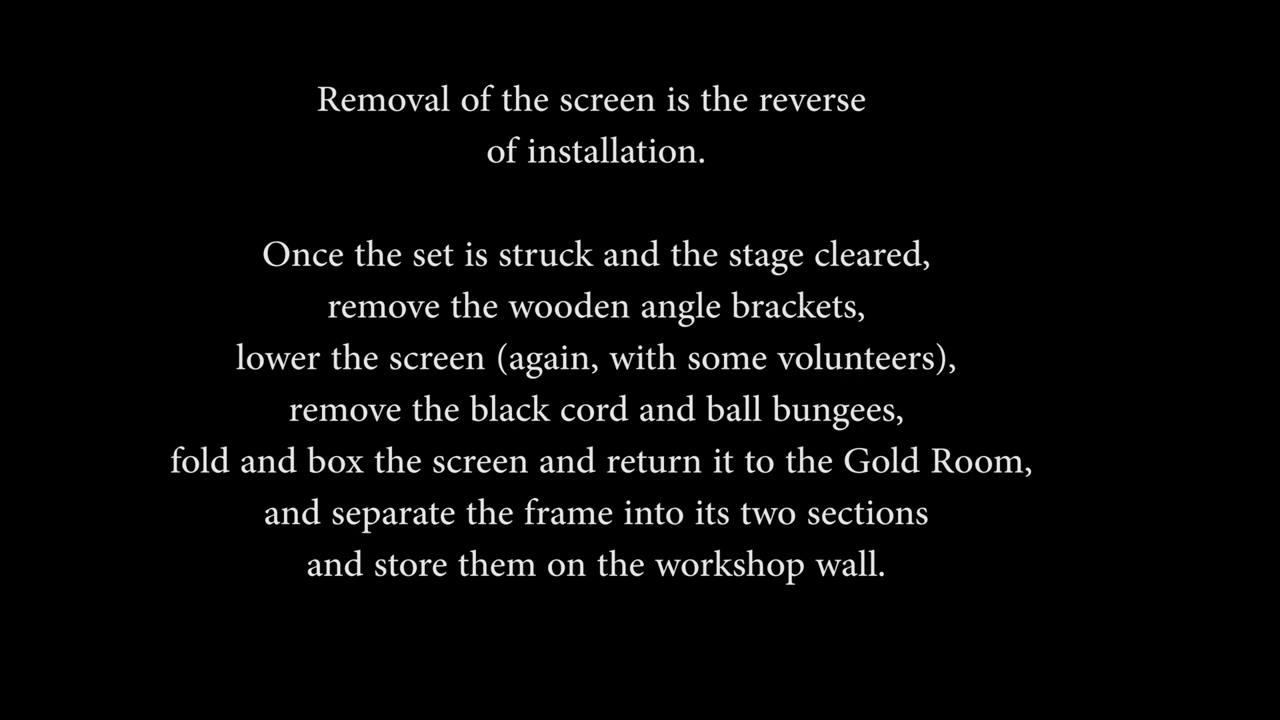 Removal of the screen is the reverse
of installation.
Once the set is struck and the stage cleared,
remove the wooden angle brackets,
lower the screen (again, with some volunteers),
remove the black cord and ball bungees,
fold and box the screen and return it to the Gold Room,
and separate the frame into its two sections
and store them on the workshop wall.